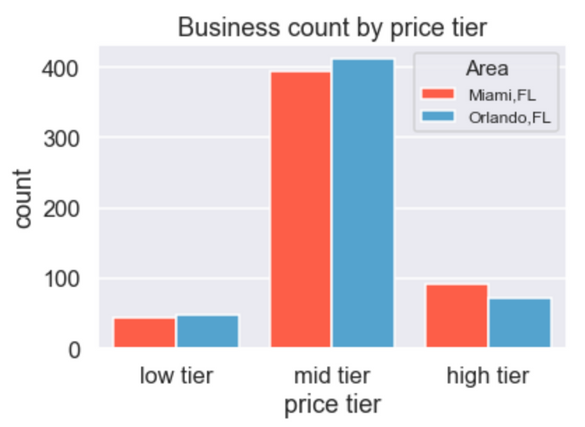 Business count by price tier
Area
Miami,FL
Orlando,FL
count
400
300
200
100
0
low tier
mid tier
high tier
price tier